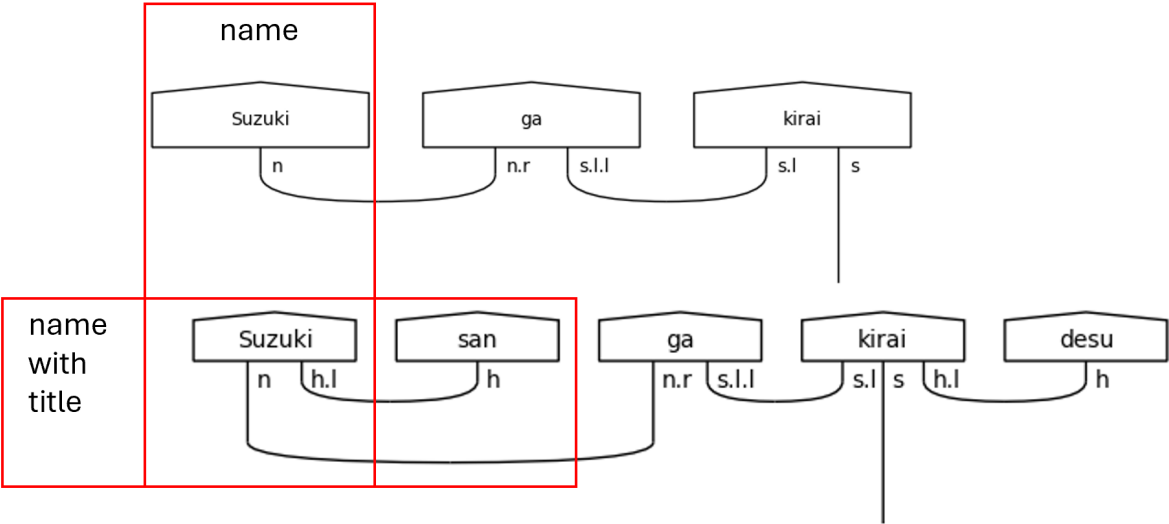 name
Suzuki ga kirai
n n.r s.l.l s.l s
name
with
title
Suzuki san ga kirai desu
n h.l h n.r s.l.l s.l s h.l h